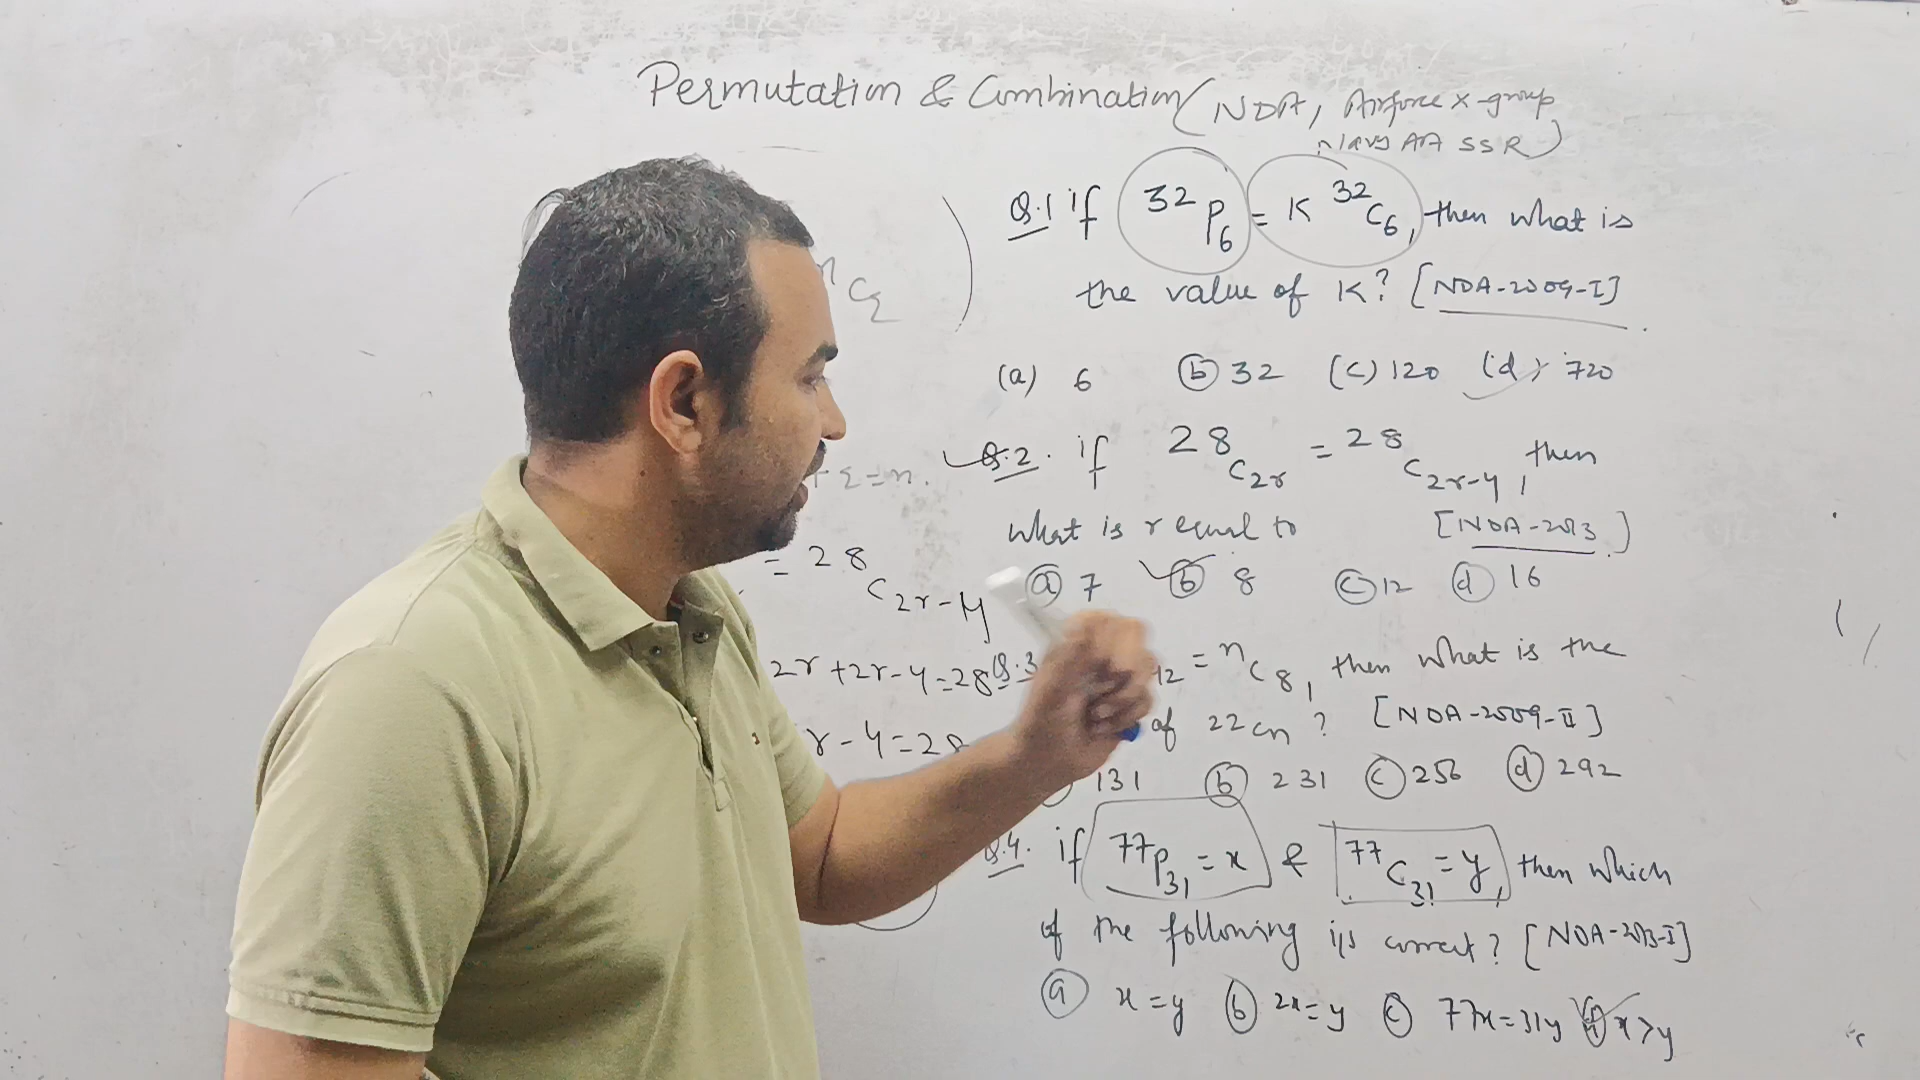 Permutation & Combination (NDA, Airforce X-group,
Navy AA SSR)
Q.1 if 32P6 = K 32C6, then what is
the value of K? [NDA-2009-I]
(a) 6 (b) 32 (c) 120 (d) 720
Q.2. if 28C2r = 28C2r-4, then
what is r equal to [NDA-2013]
(a) 7 (b) 8 (c) 12 (d) 16
Q.3 12 = nC8, then what is the
of 22Cn? [NDA-2009-II]
131 (b) 231 (c) 256 (d) 292
Q.4. if 77P31 = x & 77C31 = y, then which
of the following i/s correct? [NDA-2013-I]
(a) x=y (b) 2x=y (c) 77x=31y (d) x>y
nC2
= 28C2r-4
2r+2r-4=28
r-4=28